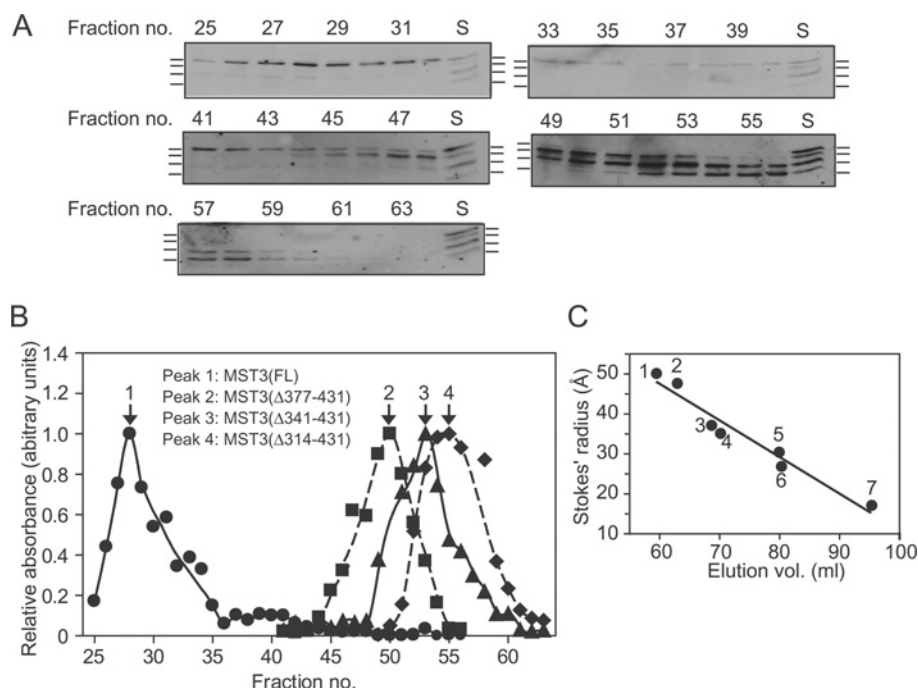 A
Fraction no. 25 27 29 31 S
33 35 37 39 S
Fraction no. 41 43 45 47 S
49 51 53 55 S
Fraction no. 57 59 61 63 S
B
Relative absorbance (abitrary units)
1.4
1.2
1.0
0.8
0.6
0.4
0.2
0
Peak 1: MST3(FL)
Peak 2: MST3(Δ377-431)
Peak 3: MST3(Δ341-431)
Peak 4: MST3(Δ314-431)
1 2 3 4
25 30 35 40 45 50 55 60
Fraction no.
C
Stokes' radius (Å)
50
40
30
20
10
1 2
3 4
5
6
7
60 70 80 90 100
Elution vol. (ml)